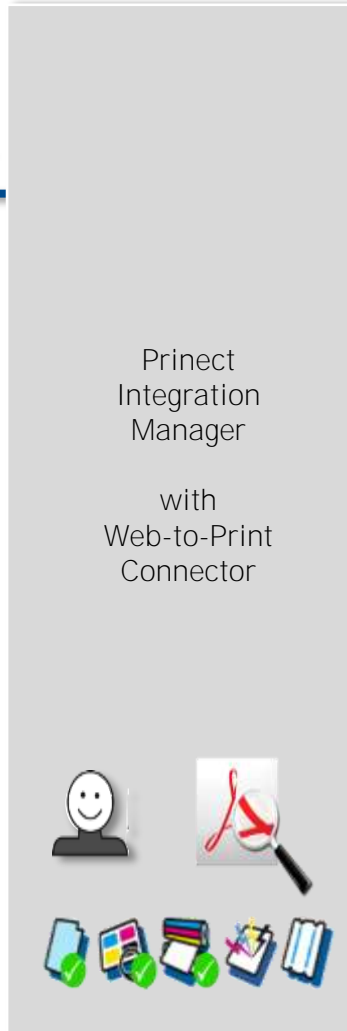 Prinect
Integration
Manager
with
Web-to-Print
Connector